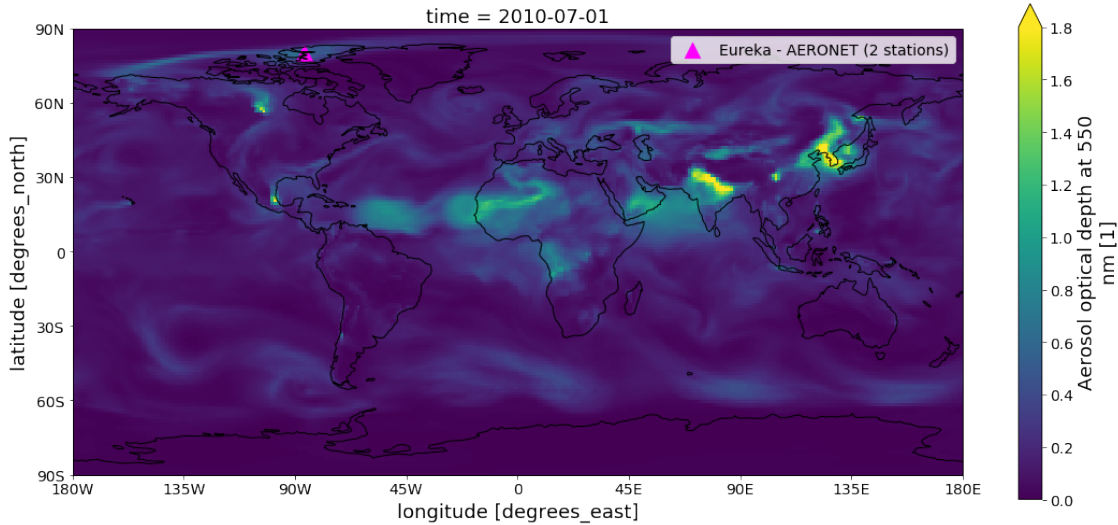 time = 2010-07-01
Eureka - AERONET (2 stations)
90N
60N
30N
0
30S
60S
90S
latitude [degrees_north]
180W
135W
90W
45W
0
45E
90E
135E
180E
longitude [degrees_east]
1.8
1.6
1.4
1.2
1.0
0.8
0.6
0.4
0.2
0.0
Aerosol optical depth at 550
nm [1]